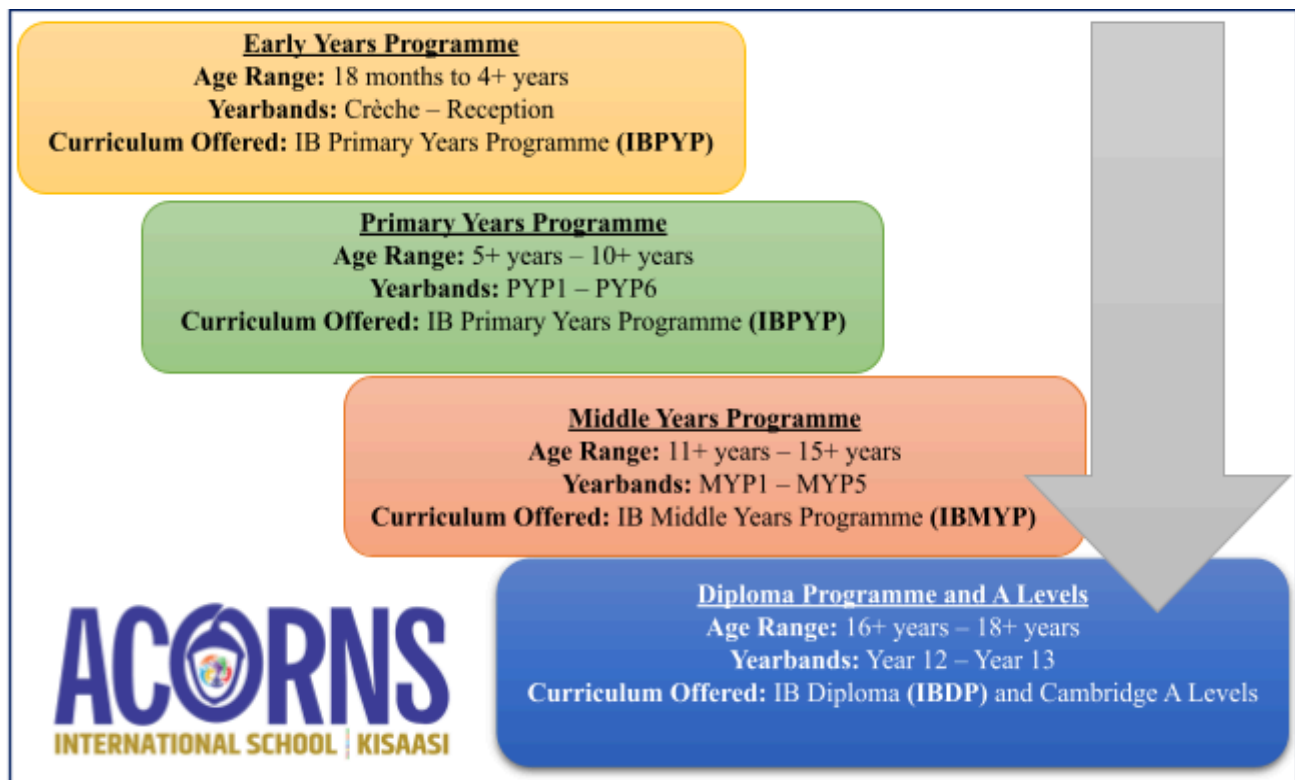 Early Years Programme
Age Range: 18 months to 4+ years
Yearbands: Crèche – Reception
Curriculum Offered: IB Primary Years Programme (IBPYP)
Primary Years Programme
Age Range: 5+ years – 10+ years
Yearbands: PYP1 – PYP6
Curriculum Offered: IB Primary Years Programme (IBPYP)
Middle Years Programme
Age Range: 11+ years – 15+ years
Yearbands: MYP1 – MYP5
Curriculum Offered: IB Middle Years Programme (IBMYP)
Diploma Programme and A Levels
Age Range: 16+ years – 18+ years
Yearbands: Year 12 – Year 13
Curriculum Offered: IB Diploma (IBDP) and Cambridge A Levels
ACORNS
INTERNATIONAL SCHOOL | KISAASI